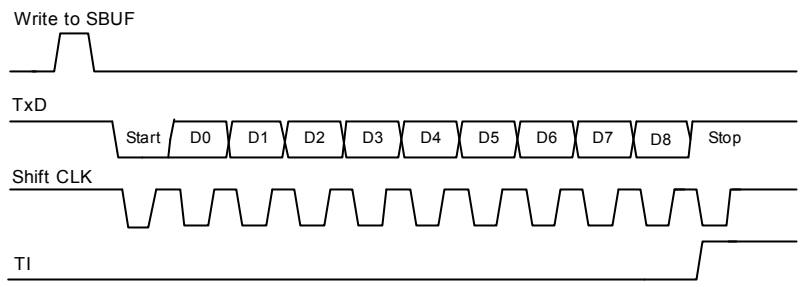 Write to SBUF
TxD
Start D0 D1 D2 D3 D4 D5 D6 D7 D8 Stop
Shift CLK
TI